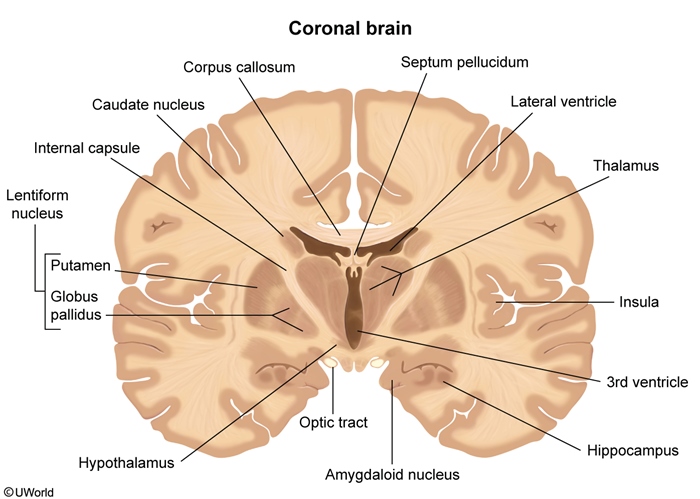 Coronal brain
Corpus callosum
Septum pellucidum
Caudate nucleus
Lateral ventricle
Internal capsule
Thalamus
Lentiform
nucleus
Putamen
Globus
pallidus
Insula
3rd ventricle
Optic tract
Hypothalamus
Hippocampus
Amygdaloid nucleus
©UWorld